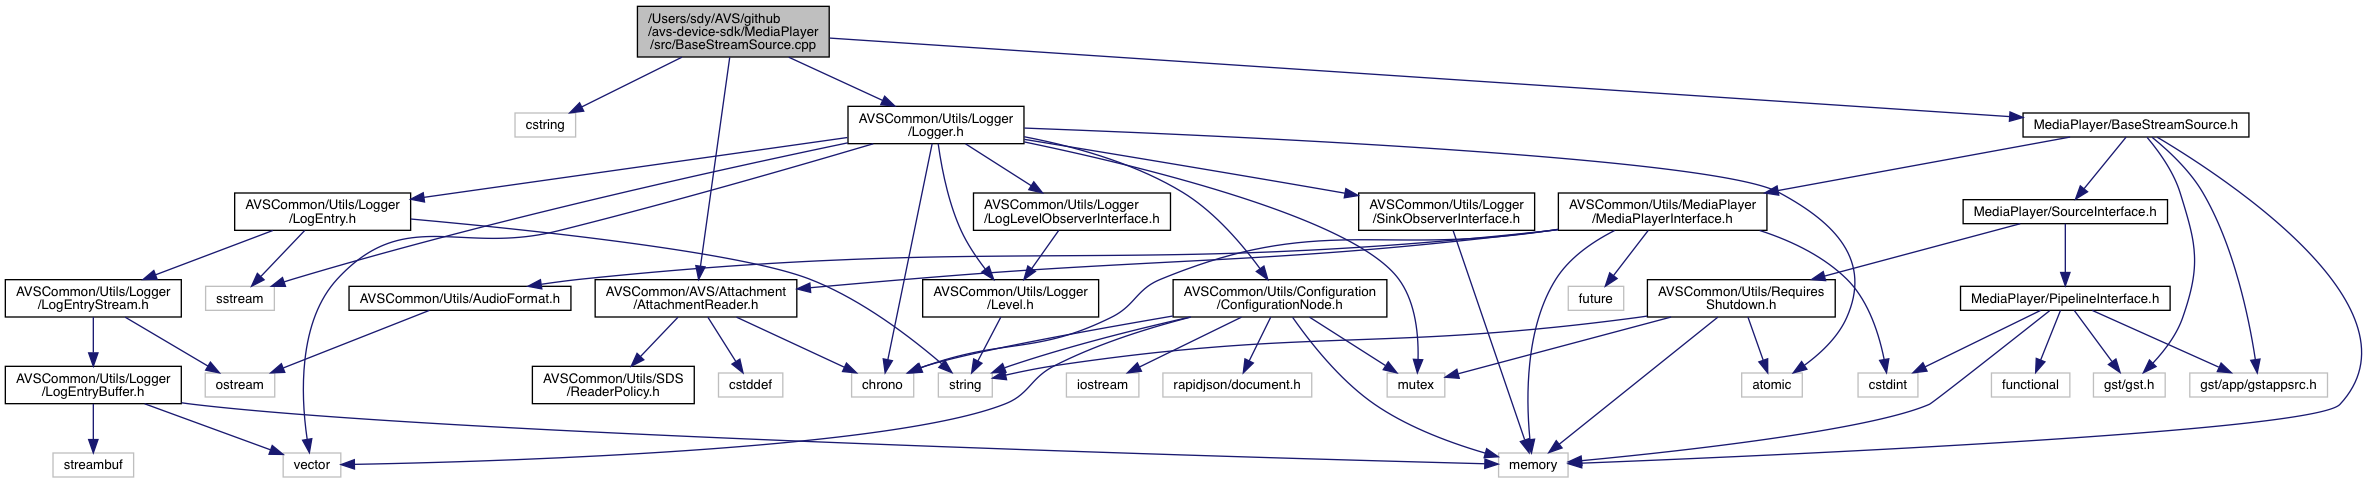 /Users/sdy/AVS/github
/avs-device-sdk/MediaPlayer
/src/BaseStreamSource.cpp
cstring
AVSCommon/Utils/Logger
/Logger.h
MediaPlayer/BaseStreamSource.h
AVSCommon/Utils/Logger
/LogEntry.h
AVSCommon/Utils/Logger
/LogLevelObserverInterface.h
AVSCommon/Utils/Logger
/SinkObserverInterface.h
AVSCommon/Utils/MediaPlayer
/MediaPlayerInterface.h
MediaPlayer/SourceInterface.h
AVSCommon/Utils/Logger
/LogEntryStream.h
sstream
AVSCommon/Utils/AudioFormat.h
AVSCommon/AVS/Attachment
/AttachmentReader.h
AVSCommon/Utils/Logger
/Level.h
AVSCommon/Utils/Configuration
/ConfigurationNode.h
future
AVSCommon/Utils/Requires
Shutdown.h
MediaPlayer/PipelineInterface.h
AVSCommon/Utils/Logger
/LogEntryBuffer.h
ostream
AVSCommon/Utils/SDS
/ReaderPolicy.h
cstddef
chrono
string
iostream
rapidjson/document.h
mutex
atomic
cstdint
functional
gst/gst.h
gst/app/gstappsrc.h
streambuf
vector
memory